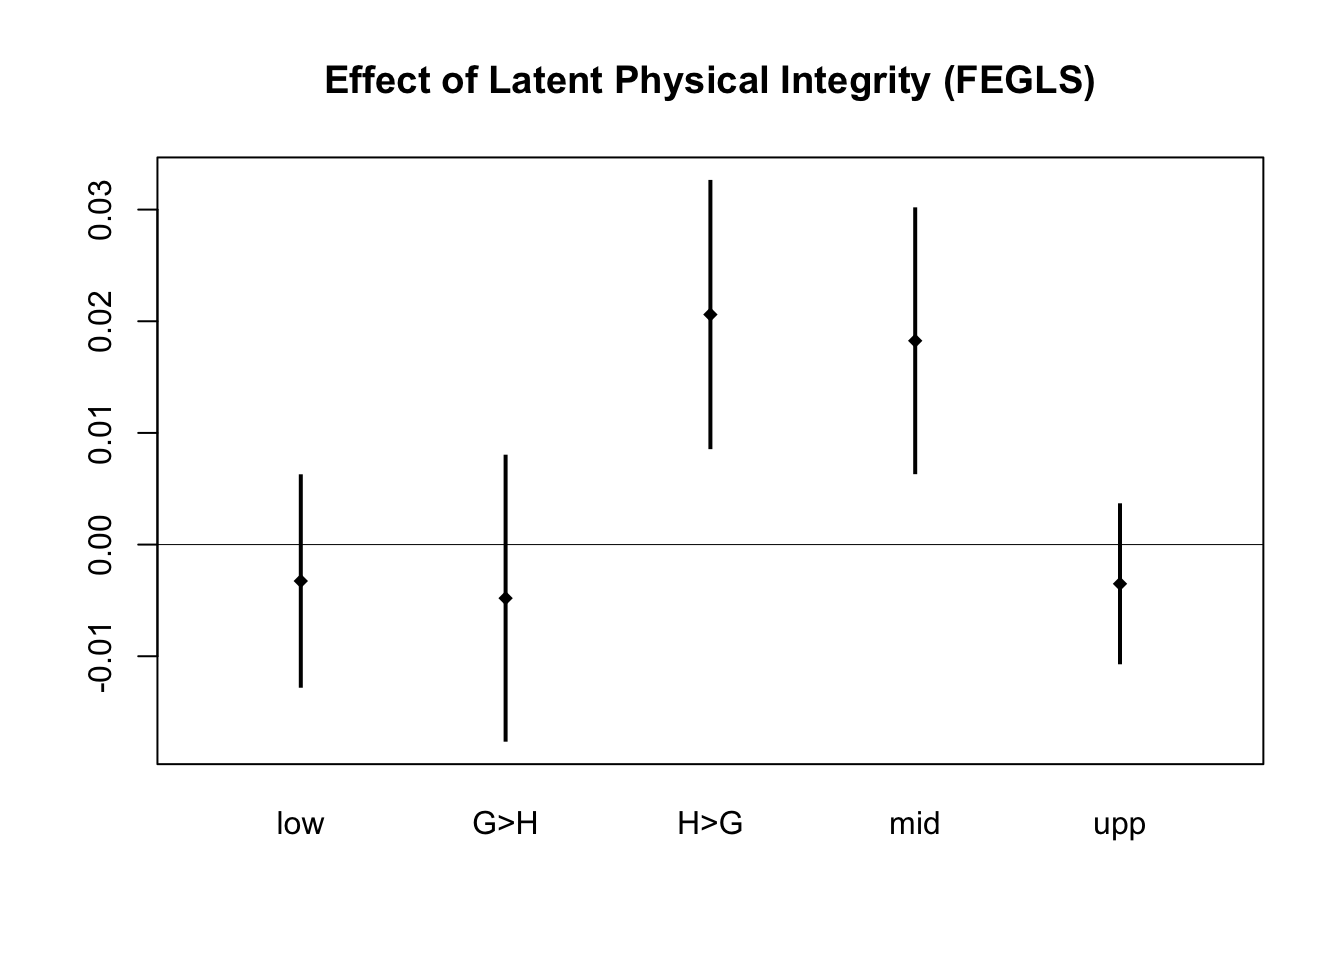 Effect of Latent Physical Integrity (FEGLS)
0.03
0.02
0.01
0.00
-0.01
low G>H H>G mid upp